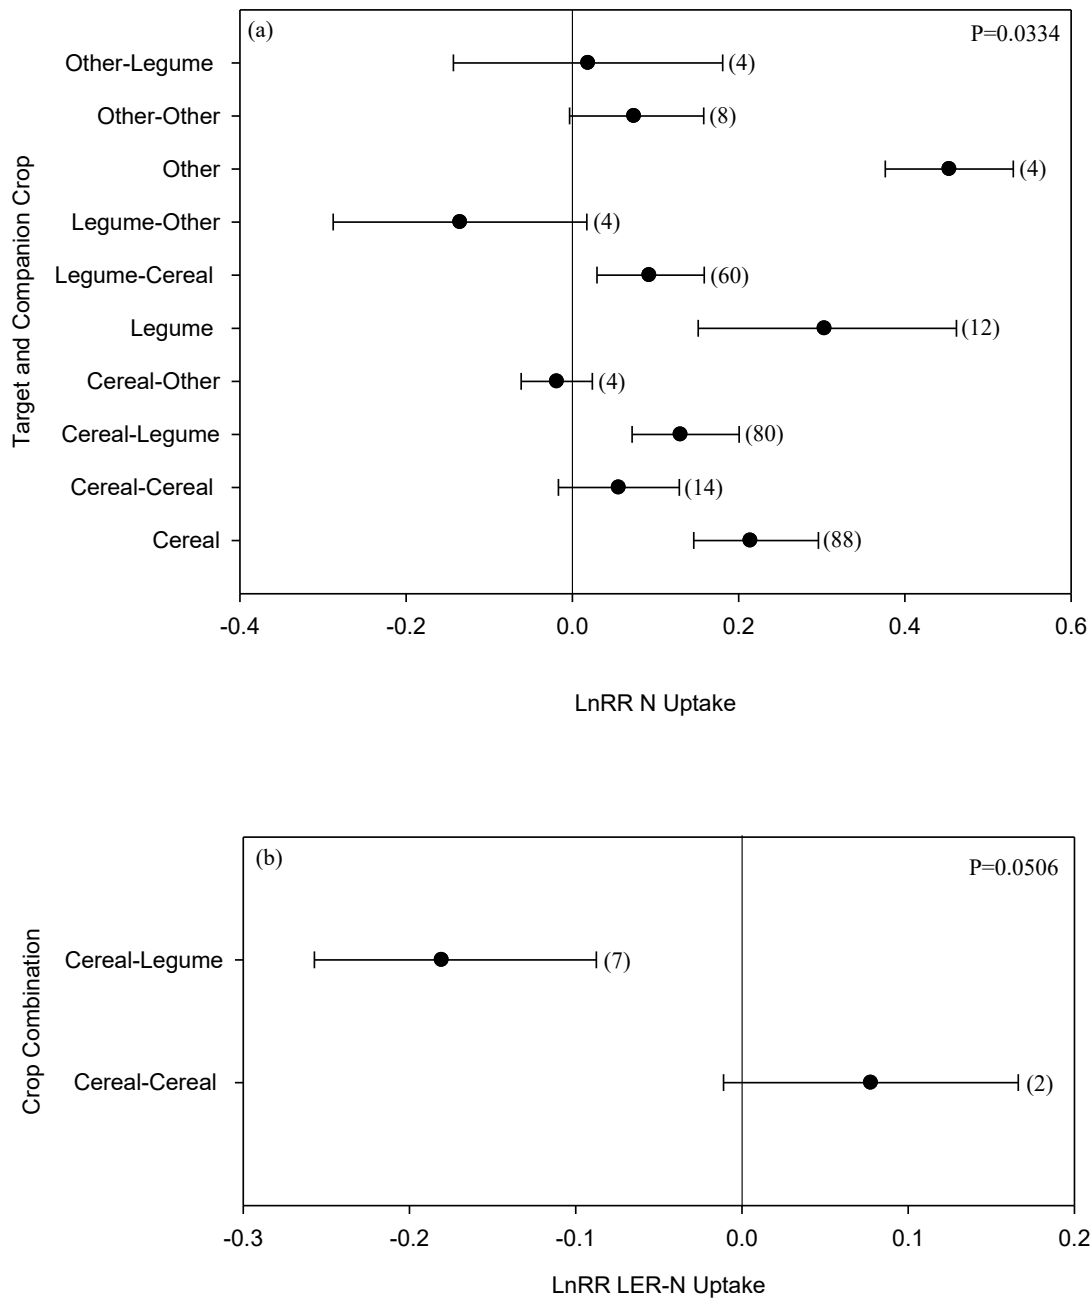 (a)
P=0.0334
Target and Companion Crop
Other-Legume
(4)
Other-Other
(8)
Other
(4)
Legume-Other
(4)
Legume-Cereal
(60)
Legume
(12)
Cereal-Other
(4)
Cereal-Legume
(80)
Cereal-Cereal
(14)
Cereal
(88)
-0.4 -0.2 0.0 0.2 0.4 0.6
LnRR N Uptake
(b)
P=0.0506
Crop Combination
Cereal-Legume
(7)
Cereal-Cereal
(2)
-0.3 -0.2 -0.1 0.0 0.1 0.2
LnRR LER-N Uptake